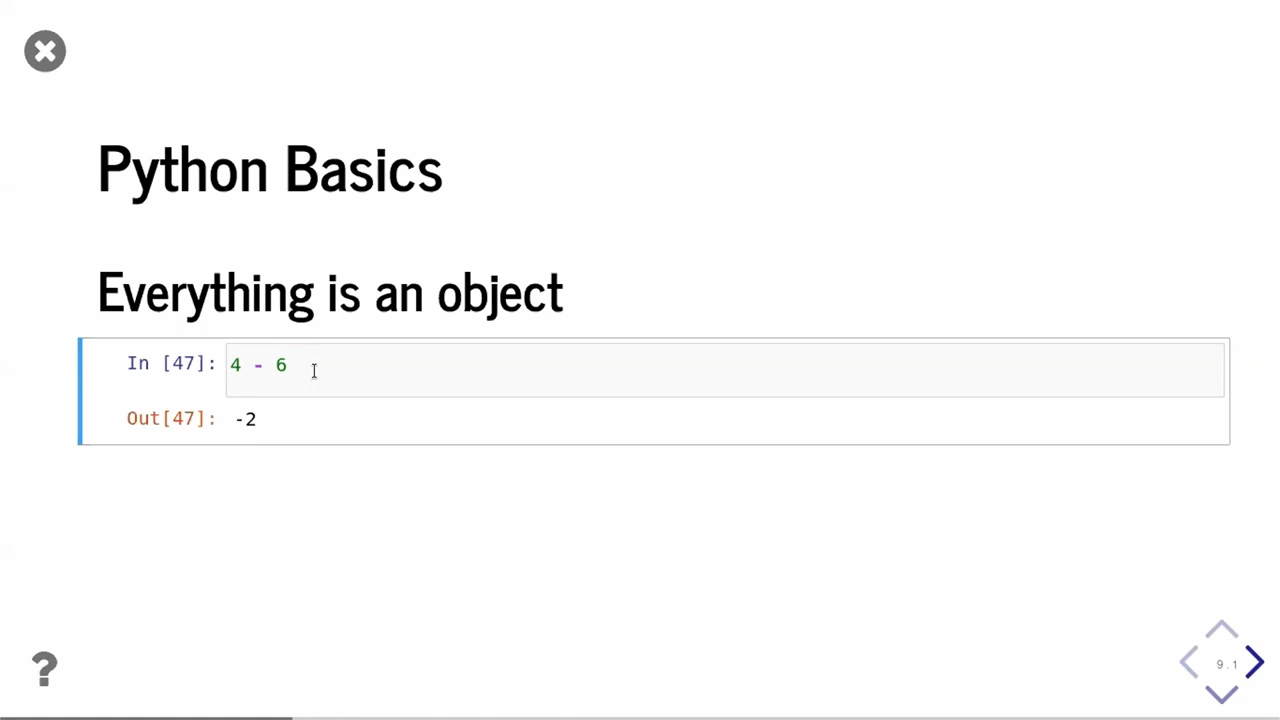 Python Basics
Everything is an object
In [47]: 4 - 6
Out[47]: -2
?
9.1